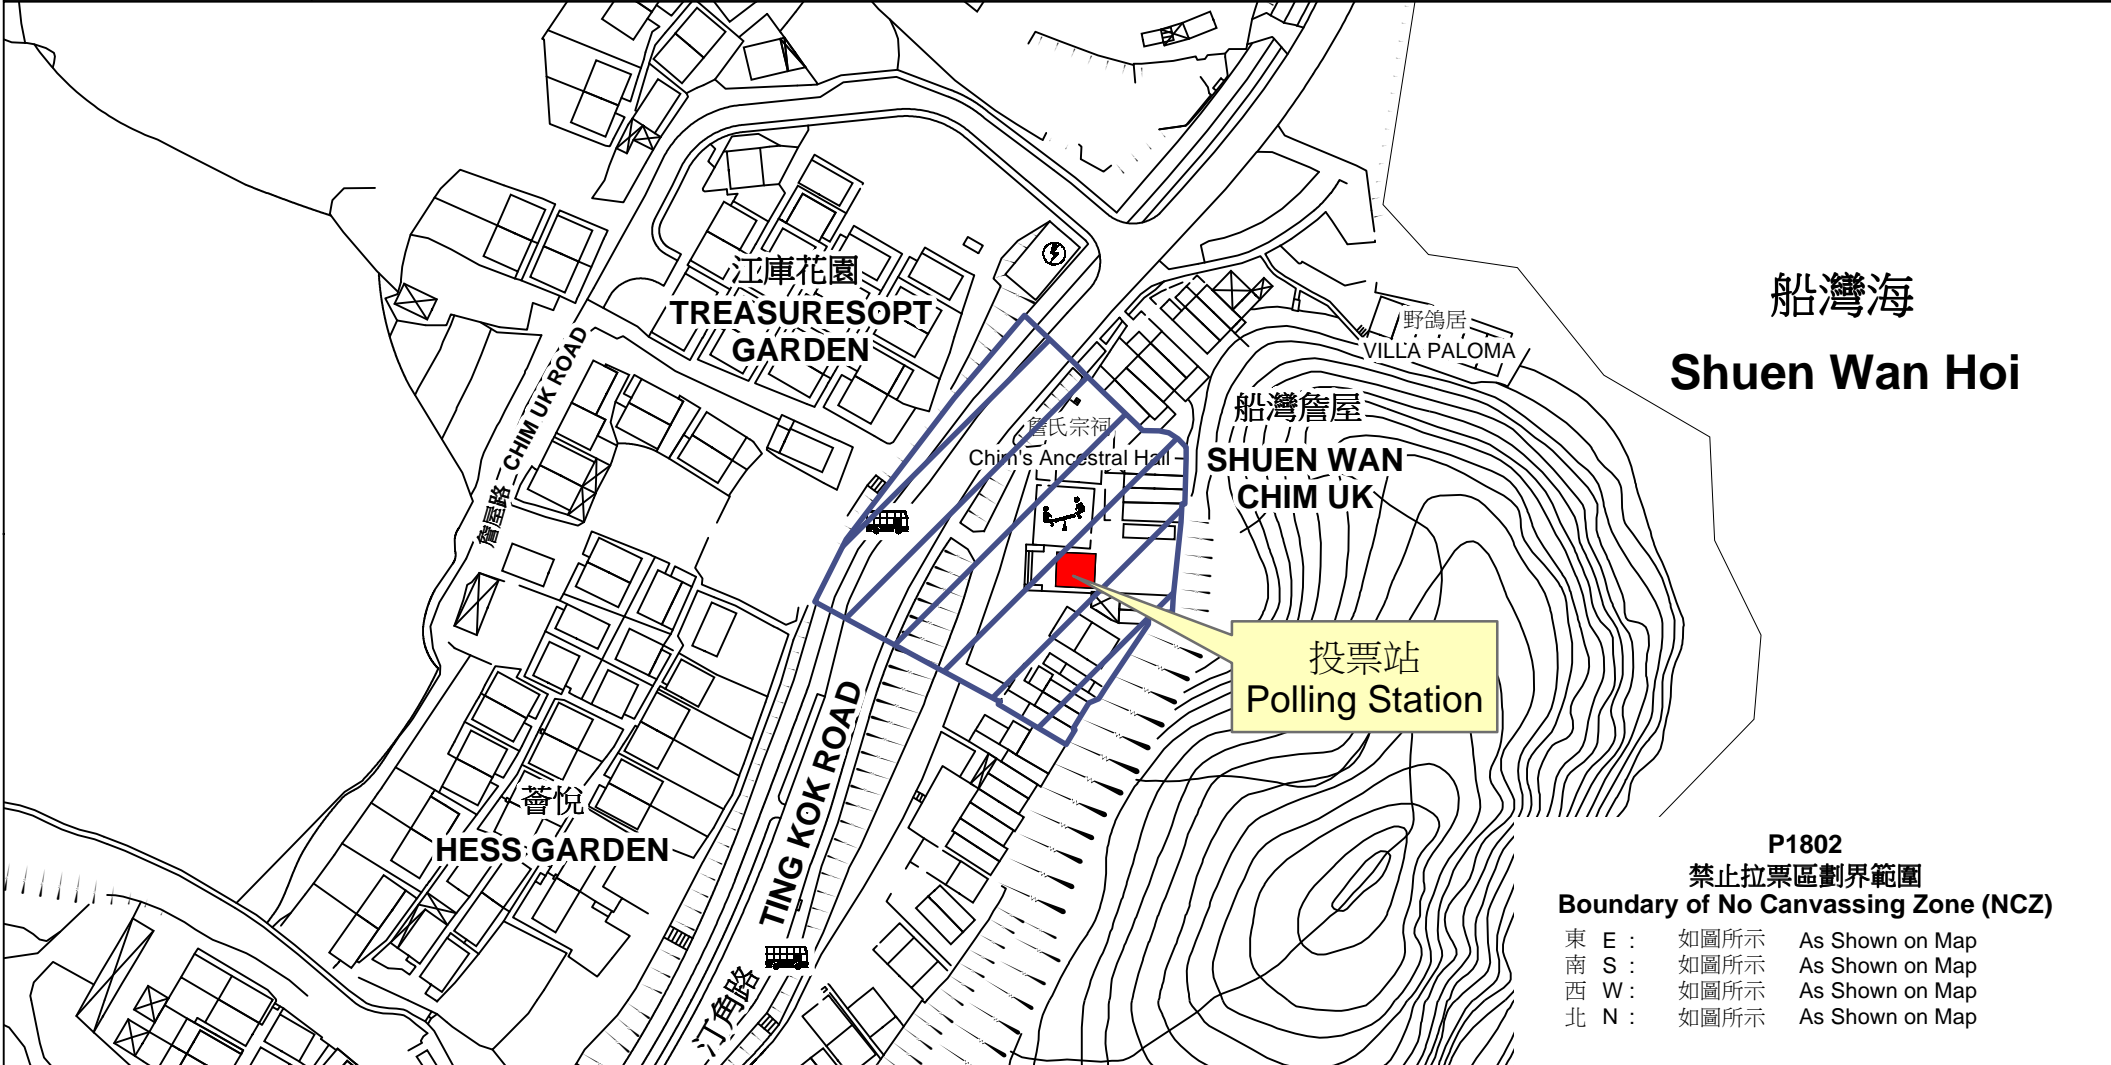 江庫花園
TREASURESOPT
GARDEN
詹屋路 CHIM UK ROAD
野鴿居
VILLA PALOMA
船灣海
Shuen Wan Hoi
詹氏宗祠
Chim's Ancestral Hall
船灣詹屋
SHUEN WAN
CHIM UK
投票站
Polling Station
薈悅
HESS GARDEN
汀角路 TING KOK ROAD
P1802
禁止拉票區劃界範圍
Boundary of No Canvassing Zone (NCZ)
東 E : 如圖所示 As Shown on Map
南 S : 如圖所示 As Shown on Map
西 W : 如圖所示 As Shown on Map
北 N : 如圖所示 As Shown on Map